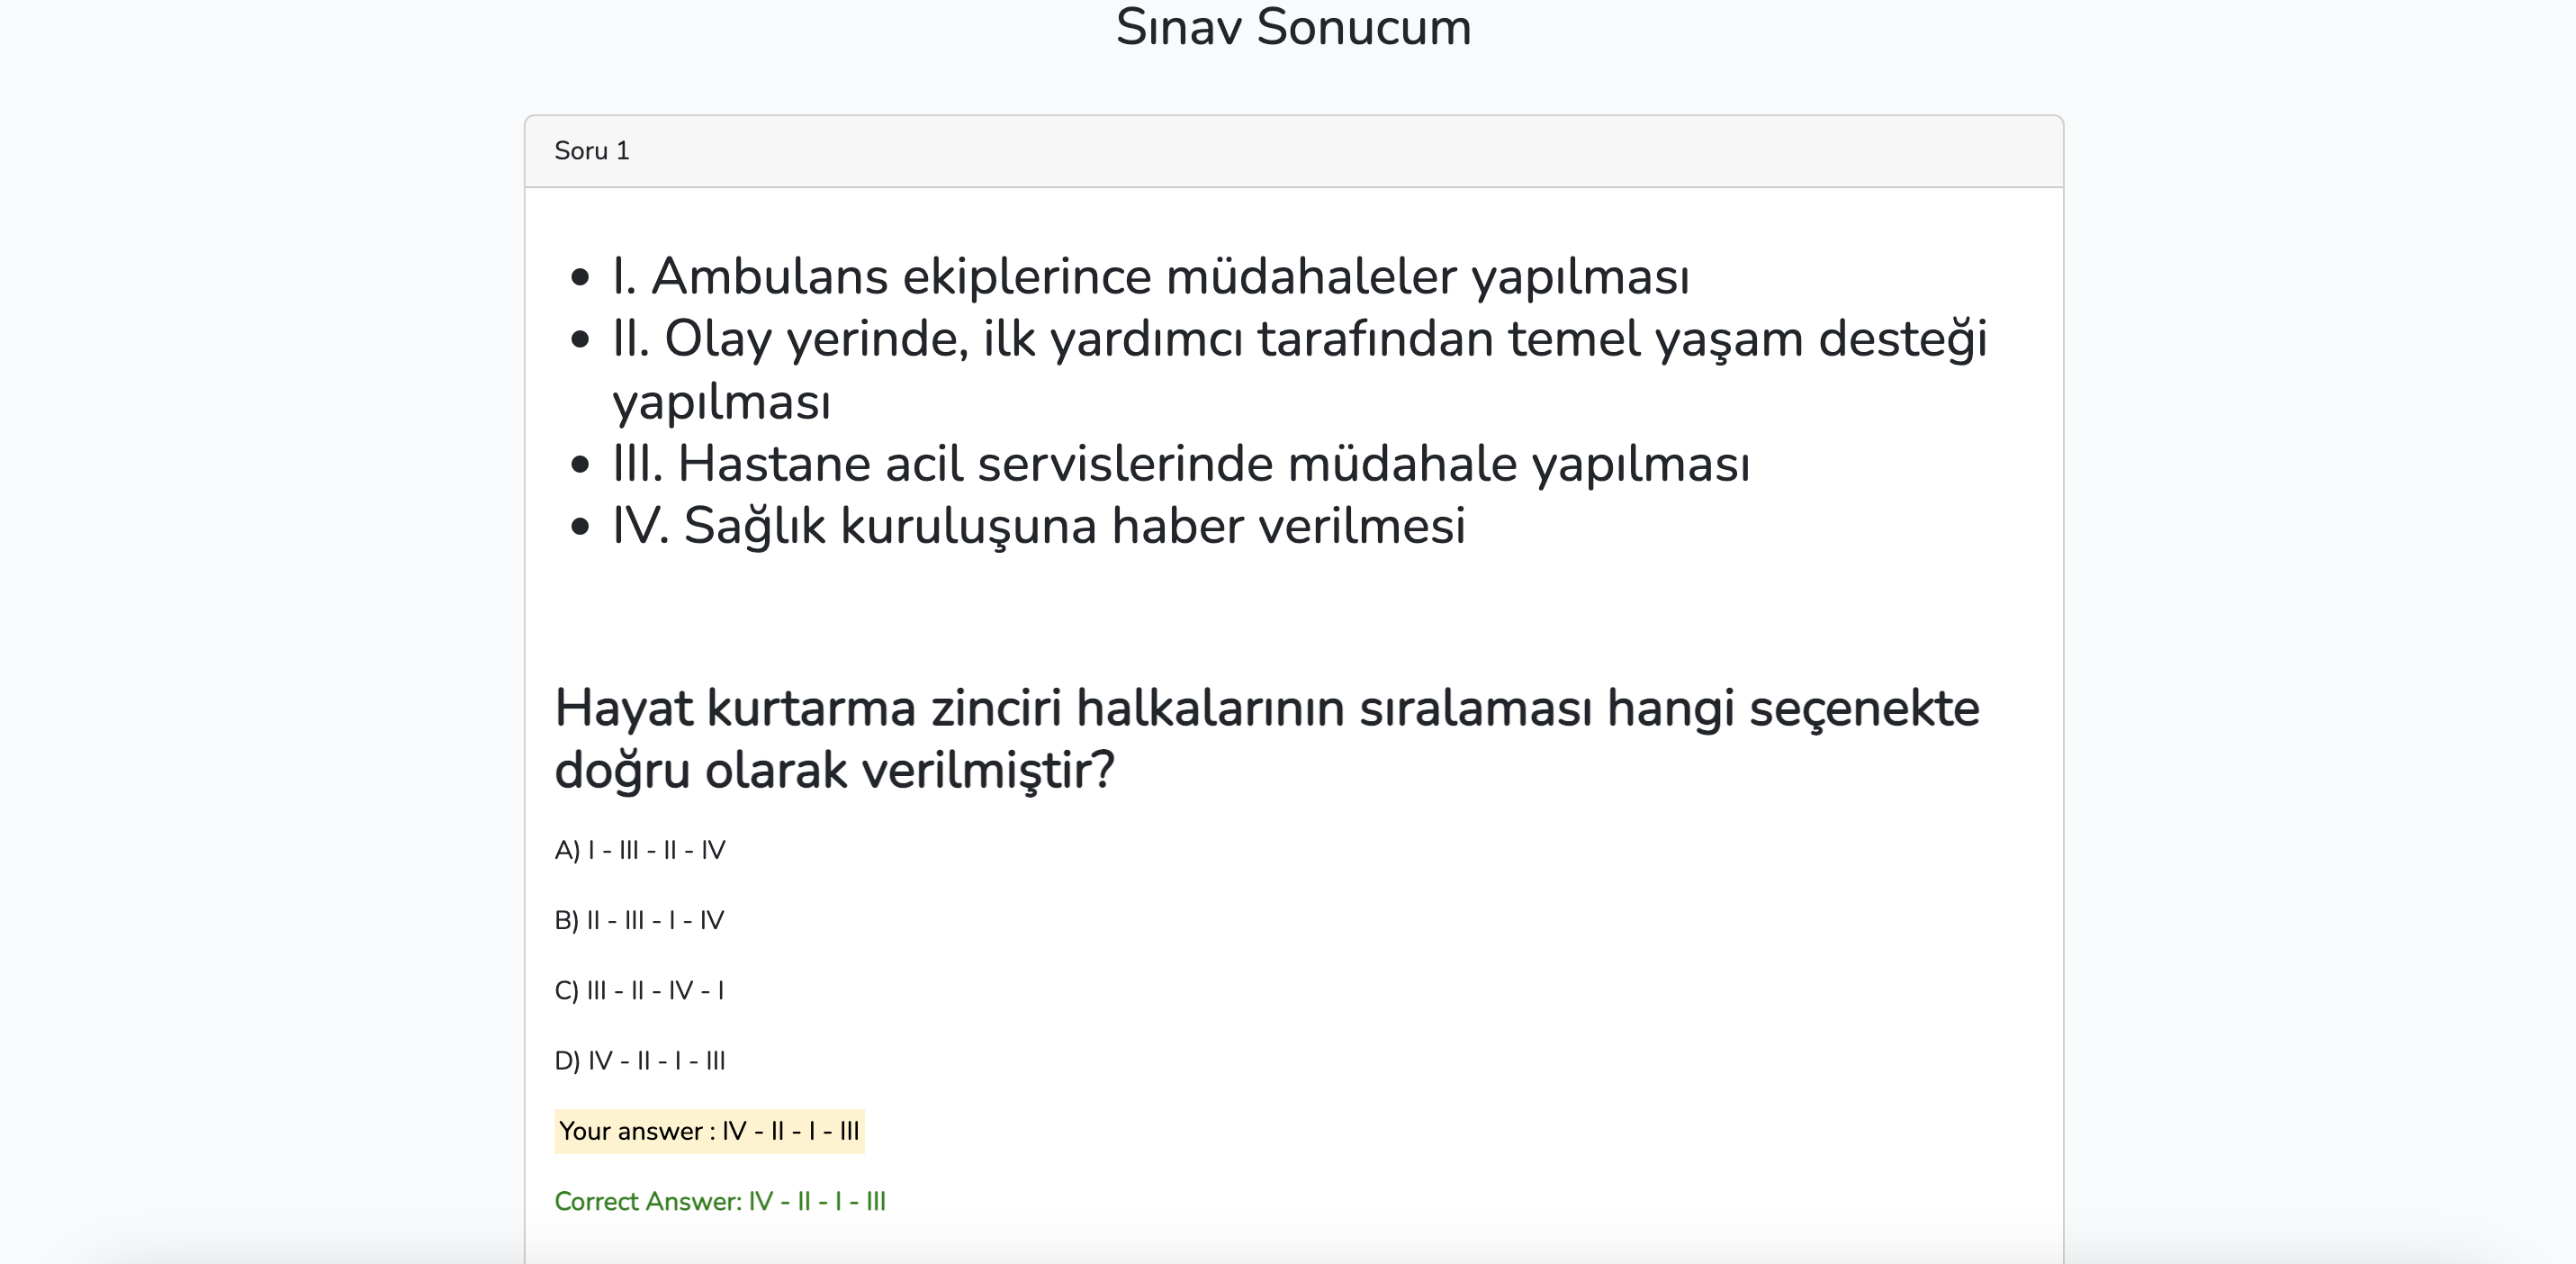 Sınav Sonucum
Soru 1
• I. Ambulans ekiplerince müdahaleler yapılması
• II. Olay yerinde, ilk yardımcı tarafından temel yaşam desteği
yapılması
• III. Hastane acil servislerinde müdahale yapılması
• IV. Sağlık kuruluşuna haber verilmesi
Hayat kurtarma zinciri halkalarının sıralaması hangi seçenekte
doğru olarak verilmiştir?
A) I - III - II - IV
B) II - III - I - IV
C) III - II - IV - I
D) IV - II - I - III
Your answer : IV - II - I - III
Correct Answer: IV - II - I - III